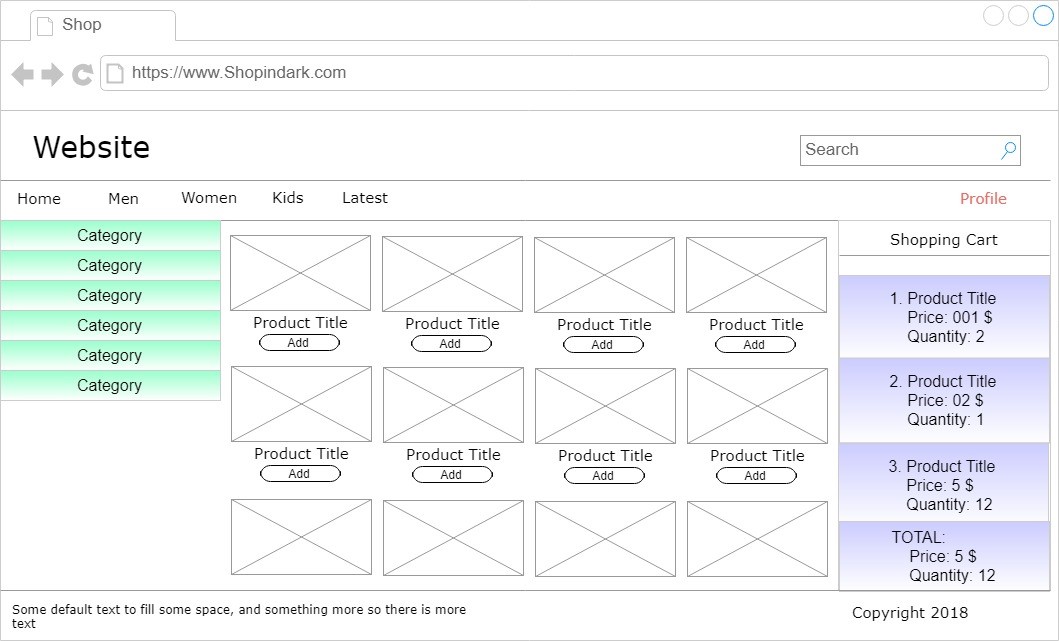 Shop
https://www.Shopindark.com
Website
Search
Home Men Women Kids Latest Profile
Category
Category
Category
Category
Category
Category
Product Title Product Title Product Title Product Title
Add Add Add Add
Product Title Product Title Product Title Product Title
Add Add Add Add
Shopping Cart
1. Product Title
Price: 001 $
Quantity: 2
2. Product Title
Price: 02 $
Quantity: 1
3. Product Title
Price: 5 $
Quantity: 12
TOTAL:
Price: 5 $
Quantity: 12
Some default text to fill some space, and something more so there is more
text
Copyright 2018